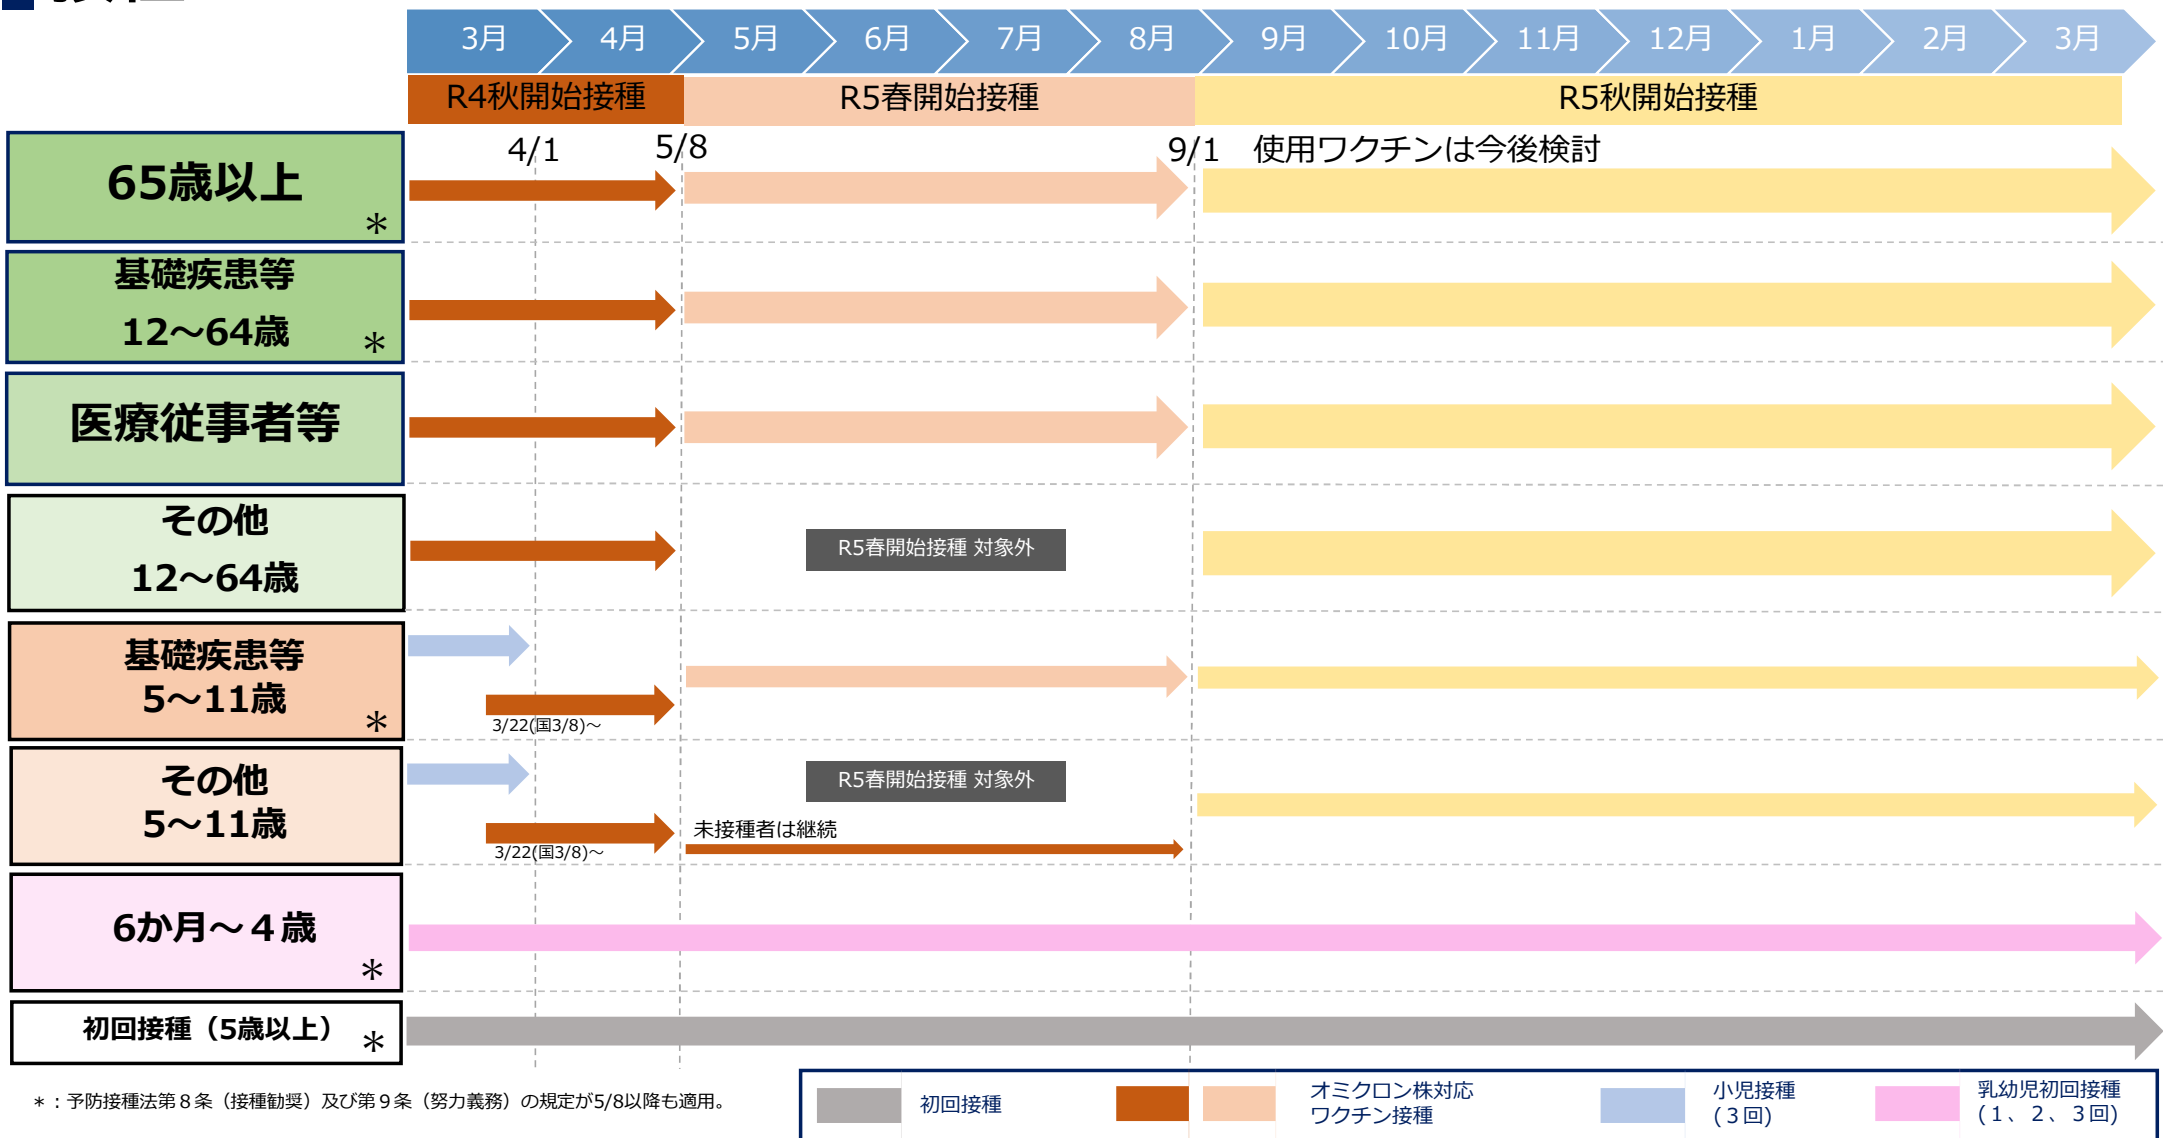 3月 4月 5月 6月 7月 8月 9月 10月 11月 12月 1月 2月 3月
R4秋開始接種 R5春開始接種 R5秋開始接種
4/1 5/8 9/1 使用ワクチンは今後検討
65歳以上
＊
基礎疾患等
12～64歳
＊
医療従事者等
その他
12～64歳
R5春開始接種 対象外
基礎疾患等
5～11歳
＊
3/22(国3/8)～
その他
5～11歳
R5春開始接種 対象外
未接種者は継続
3/22(国3/8)～
6か月～４歳
＊
初回接種（5歳以上）
＊
＊：予防接種法第８条（接種勧奨）及び第９条（努力義務）の規定が5/8以降も適用。
初回接種
オミクロン株対応
ワクチン接種
小児接種
(３回)
乳幼児初回接種
(１、２、３回)